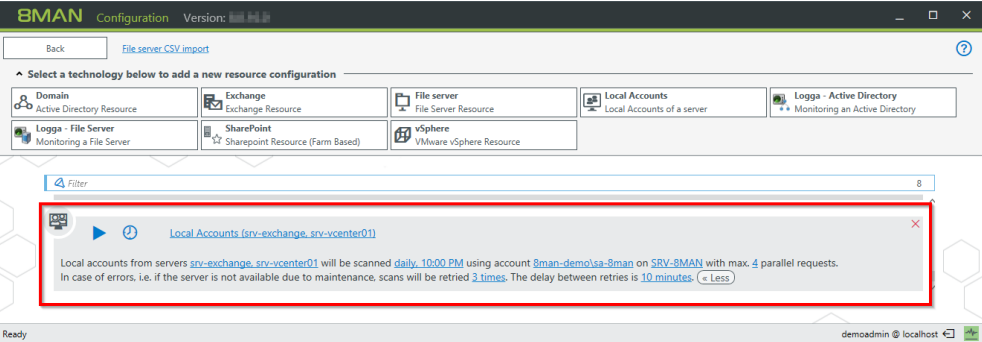 8MAN Configuration Version:
Back File server CSV import
Select a technology below to add a new resource configuration
Domain
Active Directory Resource
Exchange
Exchange Resource
File server
File Server Resource
Local Accounts
Local Accounts of a server
Logga - Active Directory
Monitoring an Active Directory
Logga - File Server
Monitoring a File Server
SharePoint
Sharepoint Resource (Farm Based)
vSphere
VMware vSphere Resource
Filter 8
Local Accounts (srv-exchange, srv-vcenter01)
Local accounts from servers srv-exchange, srv-vcenter01 will be scanned daily, 10:00 PM using account 8man-demo\sa-8man on SRV-8MAN with max. 4 parallel requests.
In case of errors, i.e. if the server is not available due to maintenance, scans will be retried 3 times. The delay between retries is 10 minutes. « Less
Ready demoadmin @ localhost